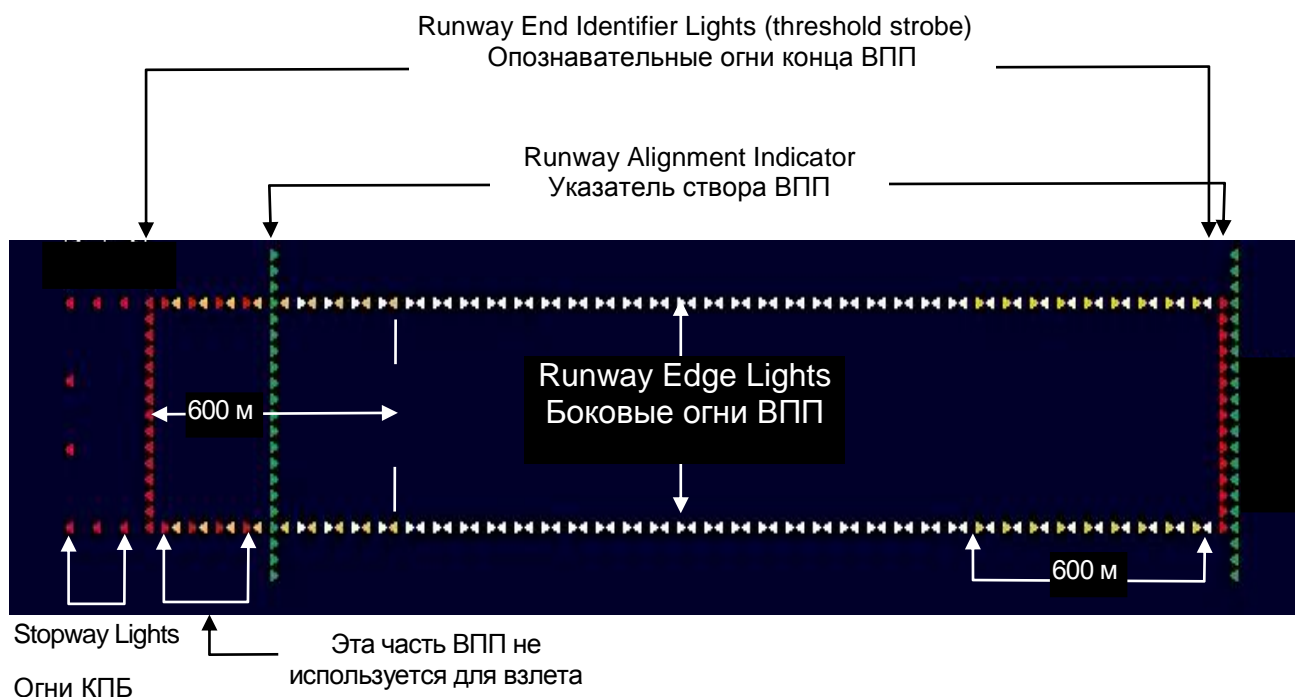 Runway End Identifier Lights (threshold strobe)
Опознавательные огни конца ВПП
Runway Alignment Indicator
Указатель створа ВПП
Runway Edge Lights
Боковые огни ВПП
600 м
600 м
Stopway Lights
Огни КПБ
Эта часть ВПП не
используется для взлета